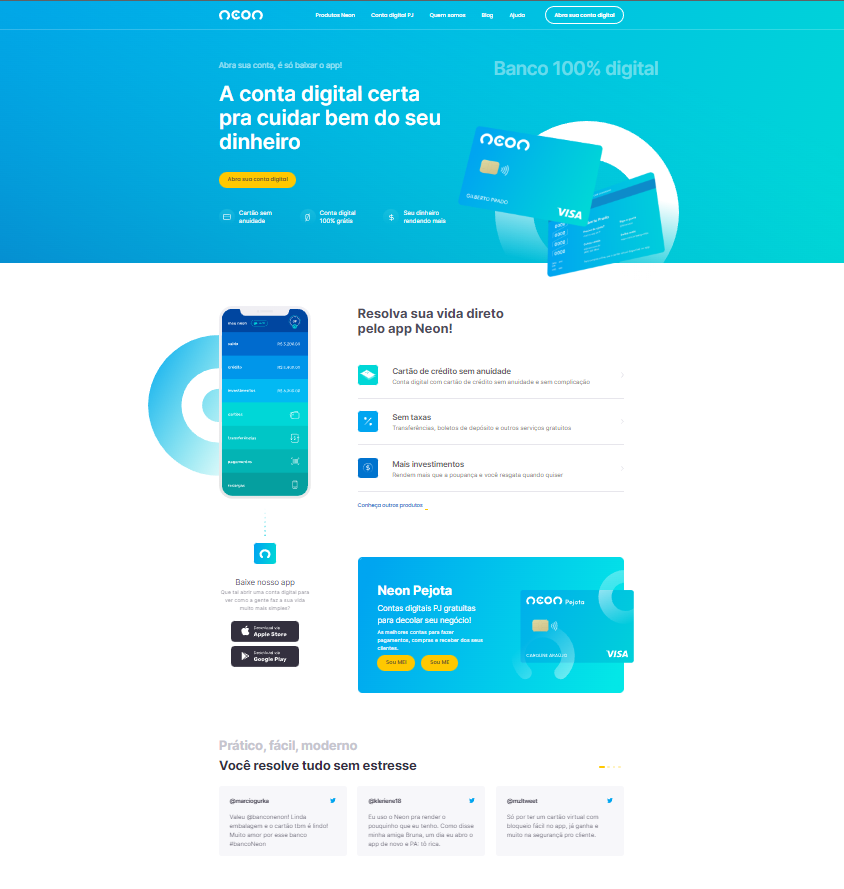 neon
Produtos Neon
Conta digital PJ
Quem somos
Blog
Ajuda
Abra sua conta digital
Abra sua conta, é só baixar o app!
A conta digital certa
pra cuidar bem do seu
dinheiro
Abra sua conta digital
Cartão sem
anuidade
Conta digital
100% grátis
Seu dinheiro
rendendo mais
Banco 100% digital
neon
GILBERTO PRADO
VISA
meu neon
saldo
crédito
investimentos
cartões
transferências
pagamentos
recargas
Resolva sua vida direto
pelo app Neon!
Cartão de crédito sem anuidade
Conta digital com cartão de crédito sem anuidade e sem complicação
Sem taxas
Transferências, boletos de depósito e outros serviços gratuitos
Mais investimentos
Rendem mais que a poupança e você resgata quando quiser
Conheça outros produtos
Baixe nosso app
Que tal abrir uma conta digital para
ver como a gente faz a sua vida
muito mais simples?
Download via
Apple Store
Download via
Google Play
Neon Pejota
Contas digitais PJ gratuitas
para decolar seu negócio!
As melhores contas para fazer
pagamentos, compras e receber dos seus
clientes.
Sou MEI
Sou ME
neon Pejota
CAROLINE ARAÚJO
VISA
Prático, fácil, moderno
Você resolve tudo sem estresse
@marciogurka
Valeu @banconeon! Linda
embalagem e o cartão tbm é lindo!
Muito amor por esse banco
#bancoNeon
@klariene18
Eu uso o Neon pra render o
pouquinho que eu tenho. Como disse
minha amiga Bruna, um dia eu abro o
app de novo e PÁ: tô rica.
@mzltweet
Só por ter um cartão virtual com
bloqueio fácil no app, já ganha e
muito na segurançã pro cliente.